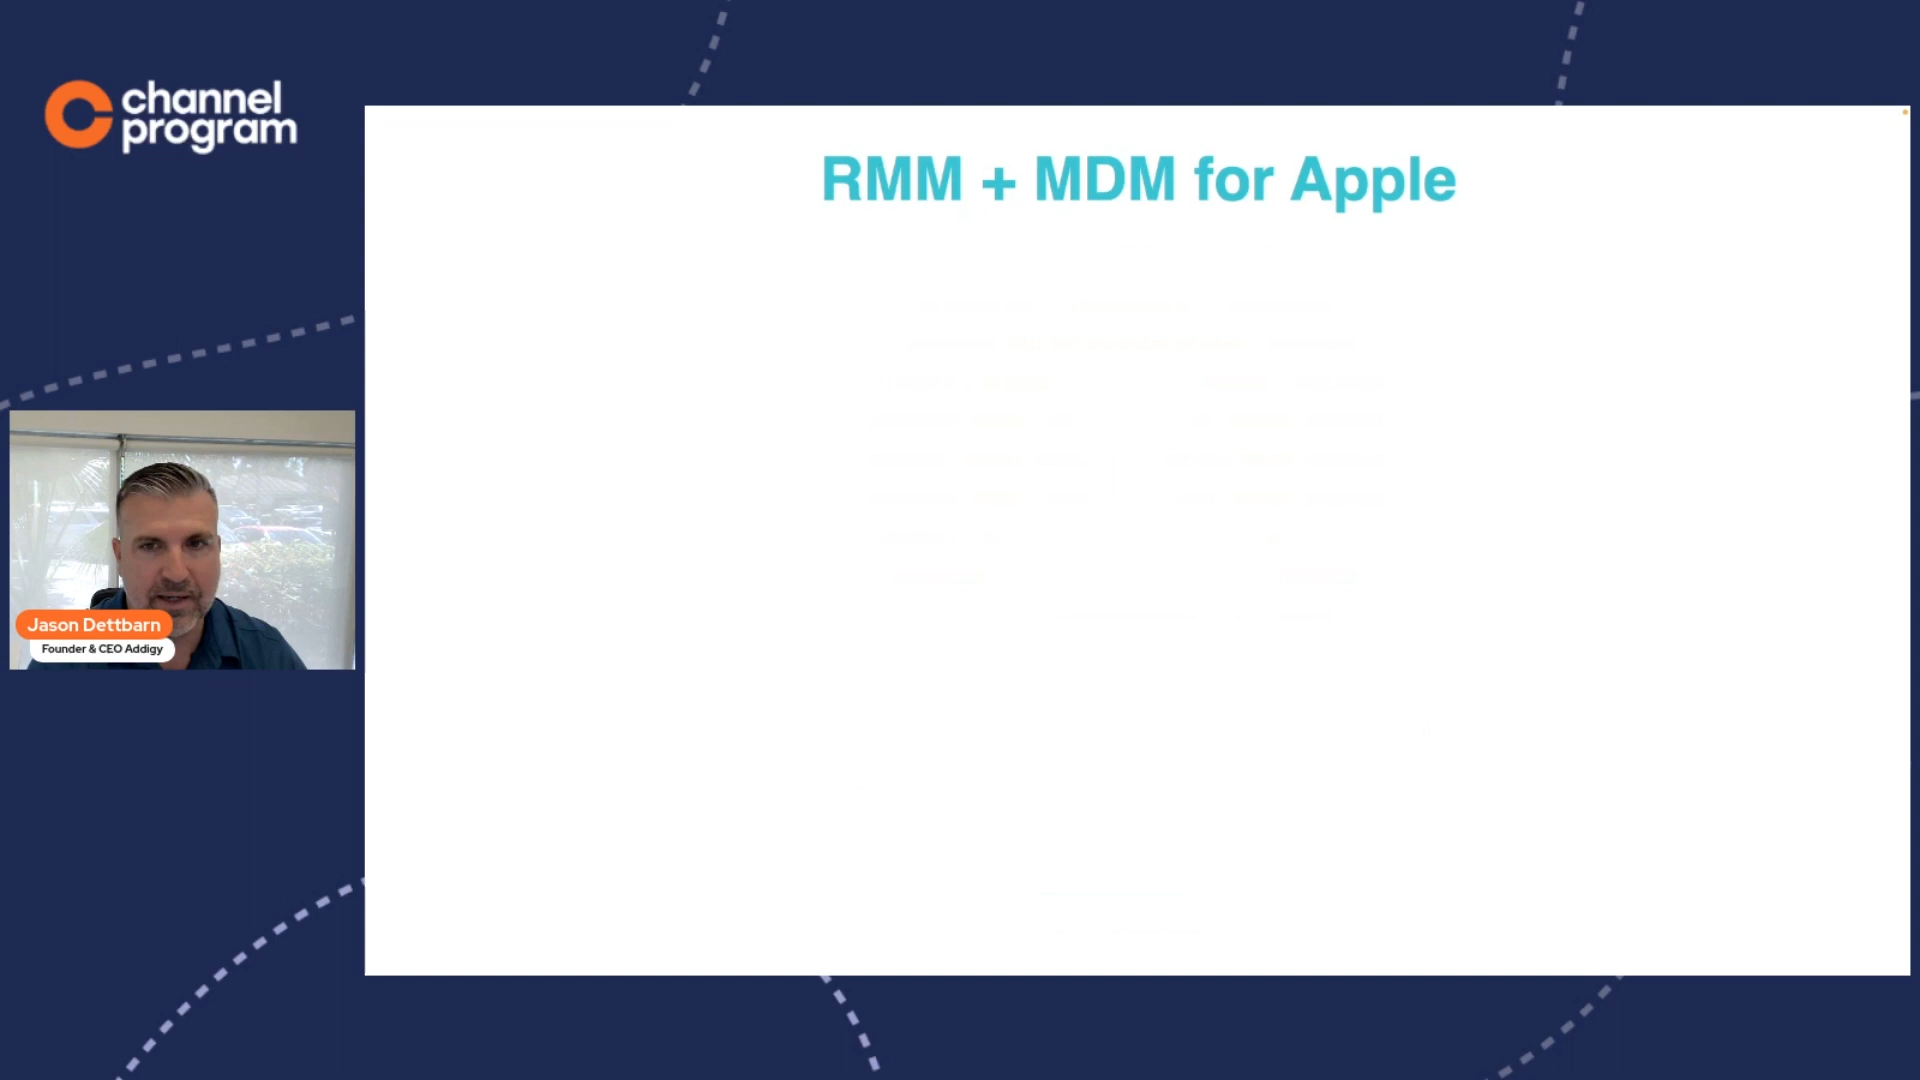 channel
program
RMM + MDM for Apple
Jason Dettbarn
Founder & CEO Addigy